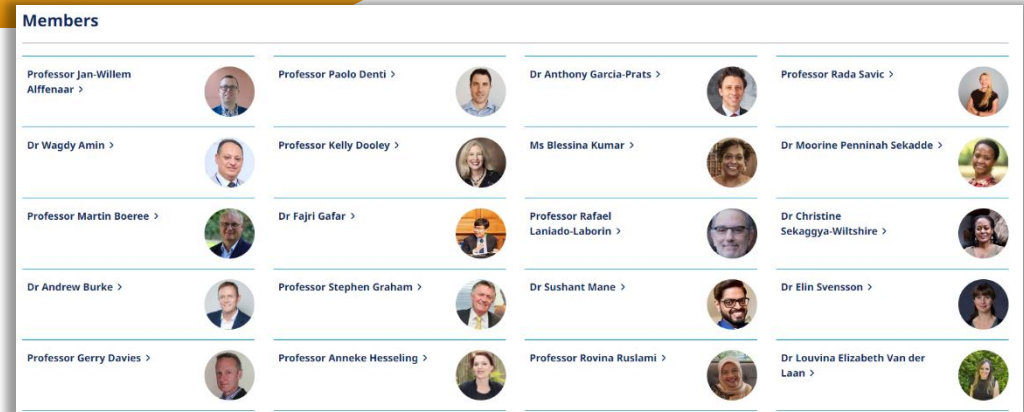 Members
Professor Jan-Willem
Alffenaar >
Professor Paolo Denti >
Dr Anthony Garcia-Prats >
Professor Rada Savic >
Dr Wagdy Amin >
Professor Kelly Dooley >
Ms Blessina Kumar >
Dr Moorine Penninah Sekadde >
Professor Martin Boeree >
Dr Fajri Gafar >
Professor Rafael
Laniado-Laborin >
Dr Christine
Sekaggya-Wiltshire >
Dr Andrew Burke >
Professor Stephen Graham >
Dr Sushant Mane >
Dr Elin Svensson >
Professor Gerry Davies >
Professor Anneke Hesseling >
Professor Rovina Ruslami >
Dr Louvina Elizabeth Van der
Laan >